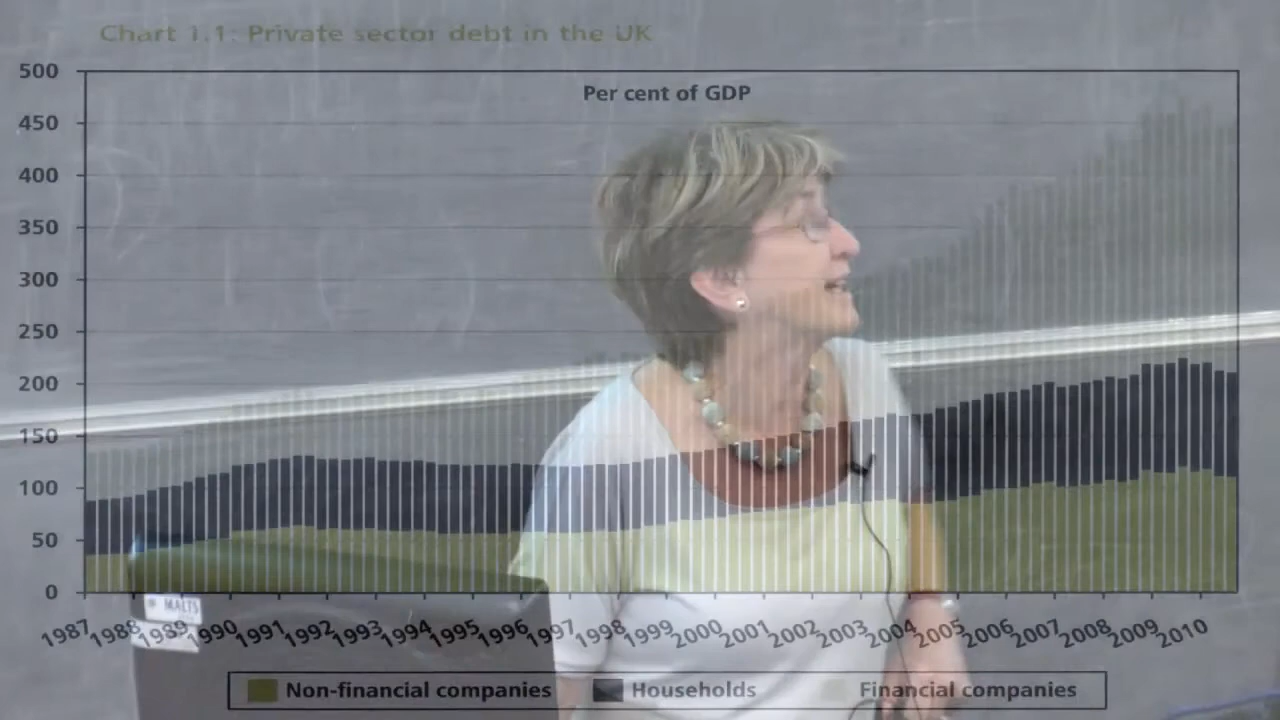 Chart 1.1: Private sector debt in the UK
500
Per cent of GDP
450
400
350
300
250
200
150
100
50
0
MALTS
1987 1988 1989 1990 1991 1992 1993 1994 1995 1996 1997 1998 1999 2000 2001 2002 2003 2004 2005 2006 2007 2008 2009 2010
Non-financial companies Households Financial companies